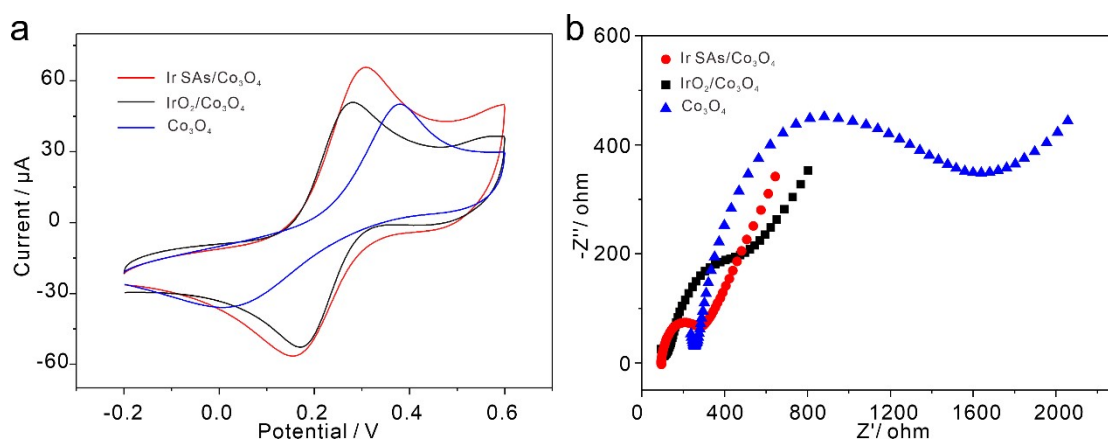 a
Current / μA
60
30
0
-30
-60
Ir SAs/Co₃O₄
IrO₂/Co₃O₄
Co₃O₄
-0.2
0.0
0.2
0.4
0.6
Potential / V
b
-Z''/ ohm
600
400
200
0
Ir SAs/Co₃O₄
IrO₂/Co₃O₄
Co₃O₄
0
400
800
1200
1600
2000
Z'/ ohm